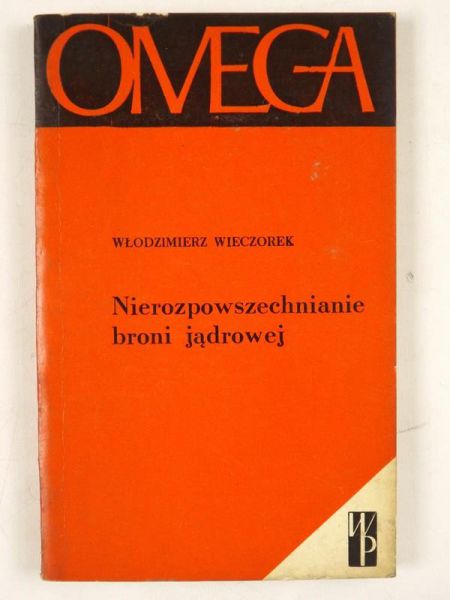 OMEGA
WŁODZIMIERZ WIECZOREK
Nierozpowszechnianie
broni jądrowej
WP